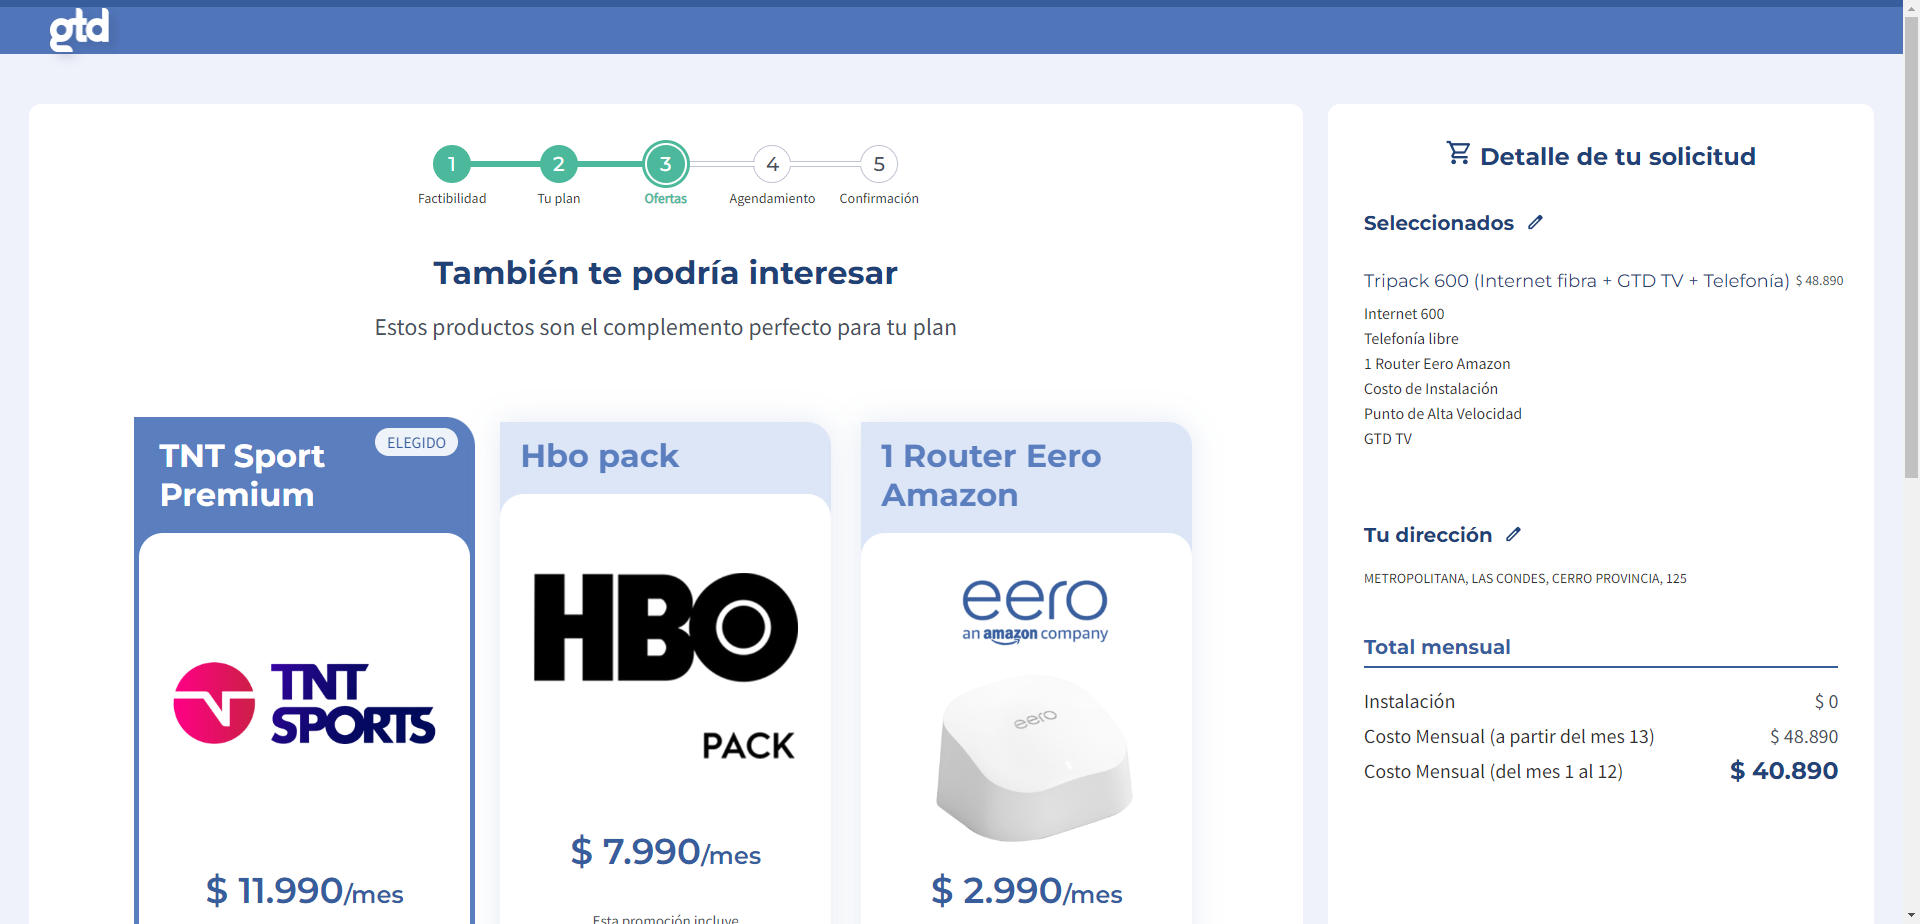 gtd
1
2
3
4
5
Factibilidad
Tu plan
Ofertas
Agendamiento
Confirmación
También te podría interesar
Estos productos son el complemento perfecto para tu plan
TNT Sport
Premium
ELEGIDO
TNT
SPORTS
$ 11.990/mes
Hbo pack
HBO
PACK
$ 7.990/mes
Esta promoción incluye
1 Router Eero
Amazon
eero
an amazon company
eero
$ 2.990/mes
Detalle de tu solicitud
Seleccionados
Tripack 600 (Internet fibra + GTD TV + Telefonía) $ 48.890
Internet 600
Telefonía libre
1 Router Eero Amazon
Costo de Instalación
Punto de Alta Velocidad
GTD TV
Tu dirección
METROPOLITANA, LAS CONDES, CERRO PROVINCIA, 125
Total mensual
Instalación $ 0
Costo Mensual (a partir del mes 13) $ 48.890
Costo Mensual (del mes 1 al 12) $ 40.890